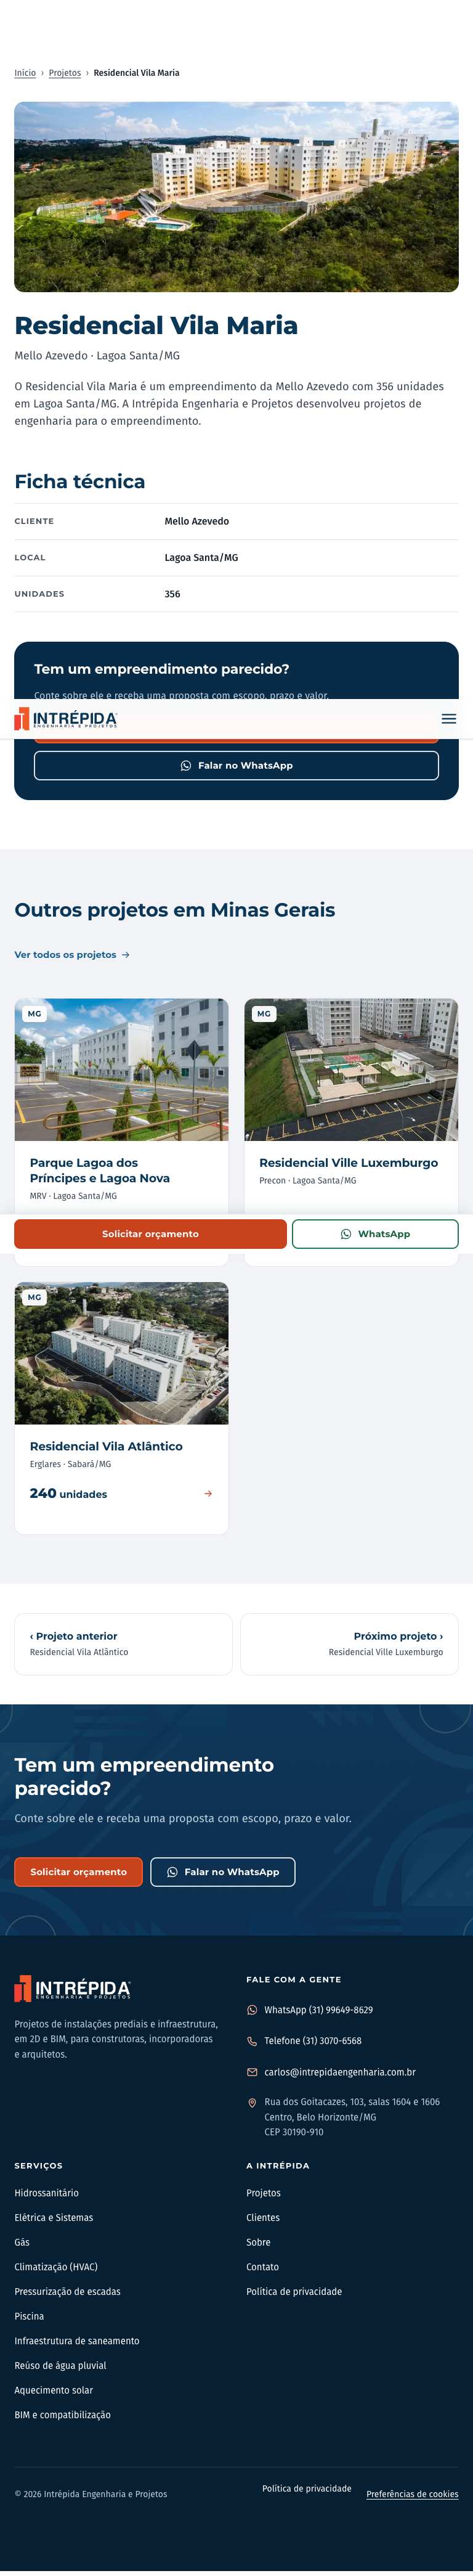 Início › Projetos › Residencial Vila Maria
Residencial Vila Maria
Mello Azevedo · Lagoa Santa/MG
O Residencial Vila Maria é um empreendimento da Mello Azevedo com 356 unidades
em Lagoa Santa/MG. A Intrépida Engenharia e Projetos desenvolveu projetos de
engenharia para o empreendimento.
Ficha técnica
CLIENTE Mello Azevedo
LOCAL Lagoa Santa/MG
UNIDADES 356
Tem um empreendimento parecido?
Conte sobre ele e receba uma proposta com escopo, prazo e valor.
INTRÉPIDA
ENGENHARIA E PROJETOS
Falar no WhatsApp
Outros projetos em Minas Gerais
Ver todos os projetos →
MG
Parque Lagoa dos
Príncipes e Lagoa Nova
MRV · Lagoa Santa/MG
MG
Residencial Ville Luxemburgo
Precon · Lagoa Santa/MG
Solicitar orçamento
WhatsApp
MG
Residencial Vila Atlântico
Erglares · Sabará/MG
240 unidades →
‹ Projeto anterior
Residencial Vila Atlântico
Próximo projeto ›
Residencial Ville Luxemburgo
Tem um empreendimento
parecido?
Conte sobre ele e receba uma proposta com escopo, prazo e valor.
Solicitar orçamento
Falar no WhatsApp
INTRÉPIDA
ENGENHARIA E PROJETOS
Projetos de instalações prediais e infraestrutura,
em 2D e BIM, para construtoras, incorporadoras
e arquitetos.
FALE COM A GENTE
WhatsApp (31) 99649-8629
Telefone (31) 3070-6568
carlos@intrepidaengenharia.com.br
Rua dos Goitacazes, 103, salas 1604 e 1606
Centro, Belo Horizonte/MG
CEP 30190-910
SERVIÇOS
Hidrossanitário
Elétrica e Sistemas
Gás
Climatização (HVAC)
Pressurização de escadas
Piscina
Infraestrutura de saneamento
Reúso de água pluvial
Aquecimento solar
BIM e compatibilização
A INTRÉPIDA
Projetos
Clientes
Sobre
Contato
Política de privacidade
© 2026 Intrépida Engenharia e Projetos
Política de privacidade
Preferências de cookies